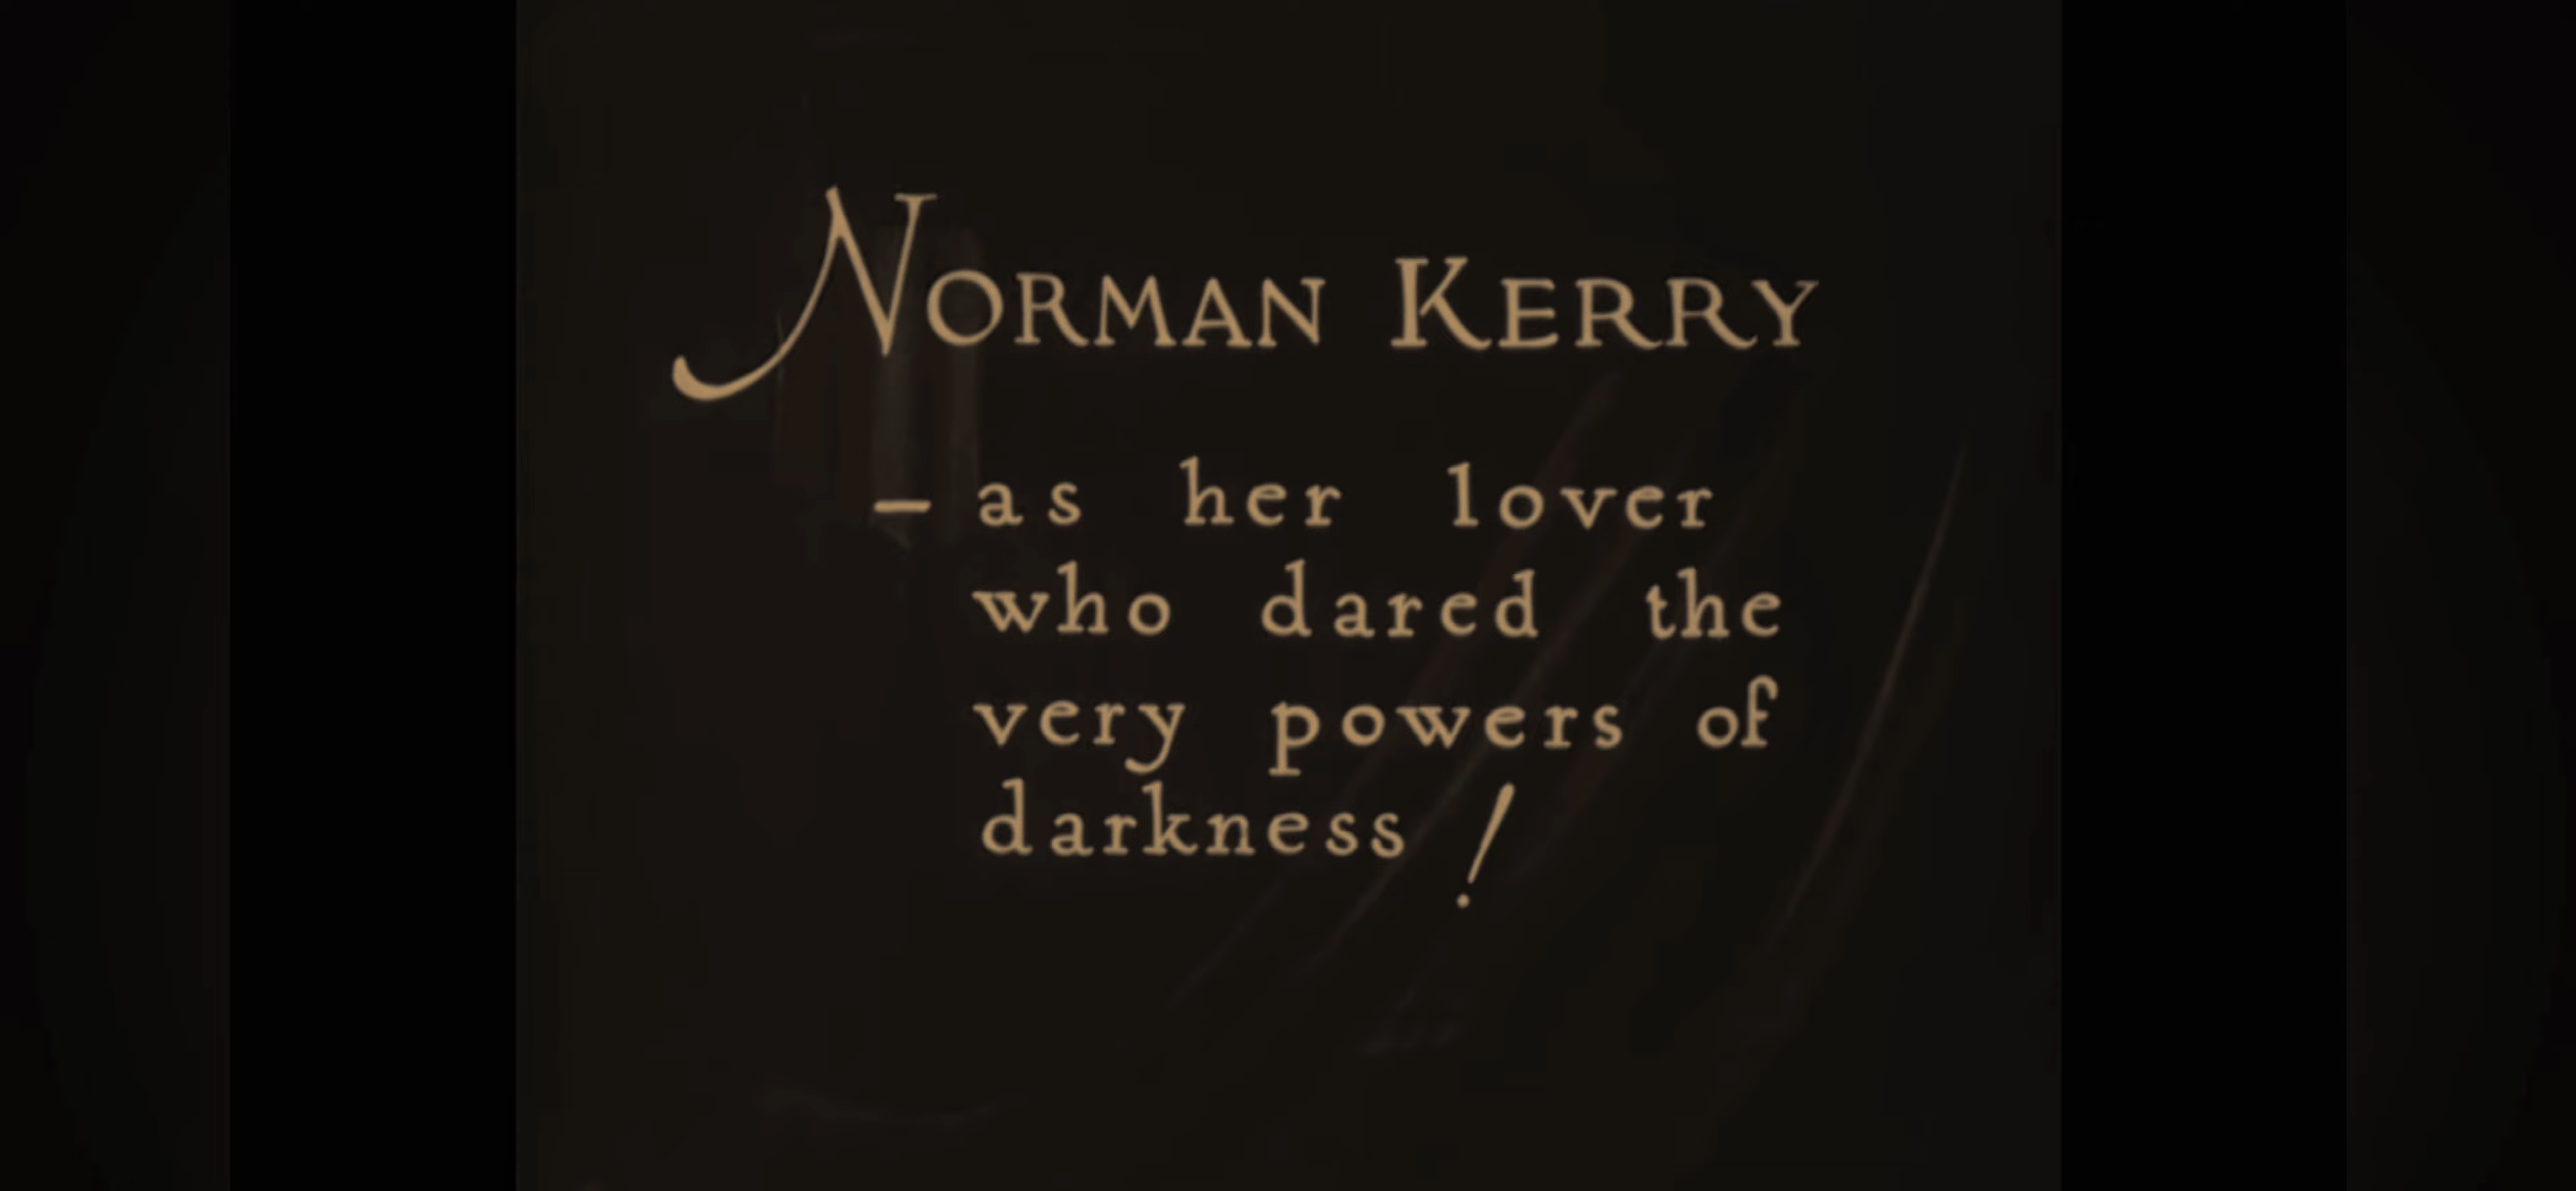 NORMAN KERRY
– as her lover
who dared the
very powers of
darkness!